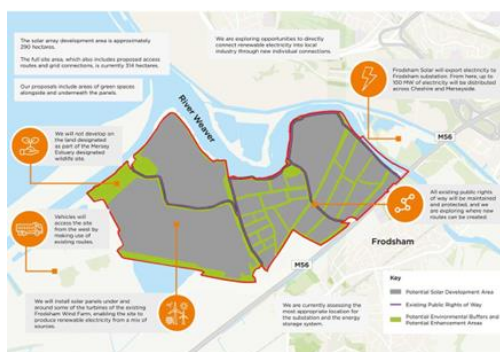 The solar array development area is approximately
290 hectares.
The full site area, which also includes proposed access
routes and grid connections, is currently 314 hectares.
Our proposals include areas of green spaces
alongside and underneath the panels.
We are exploring opportunities to directly
connect renewable electricity into local
industry through new individual connections.
Frodsham Solar will export electricity to
Frodsham substation. From here, up to
100 MW of electricity will be distributed
across Cheshire and Merseyside.
River Weaver
M56
We will not develop on
the land designated
as part of the Mersey
Estuary designated
wildlife site.
All existing public rights
of way will be maintained
and protected, and we
are exploring where new
routes can be created.
Vehicles will
access the site
from the west by
making use of
existing routes.
Frodsham
M56
We will install solar panels under and
around some of the turbines of the existing
Frodsham Wind Farm, enabling the site to
produce renewable electricity from a mix of
sources.
We are currently assessing the
most appropriate location for
the substation and the energy
storage system.
Key
Potential Solar Development Area
Existing Public Rights of Way
Potential Environmental Buffers and
Potential Enhancement Areas